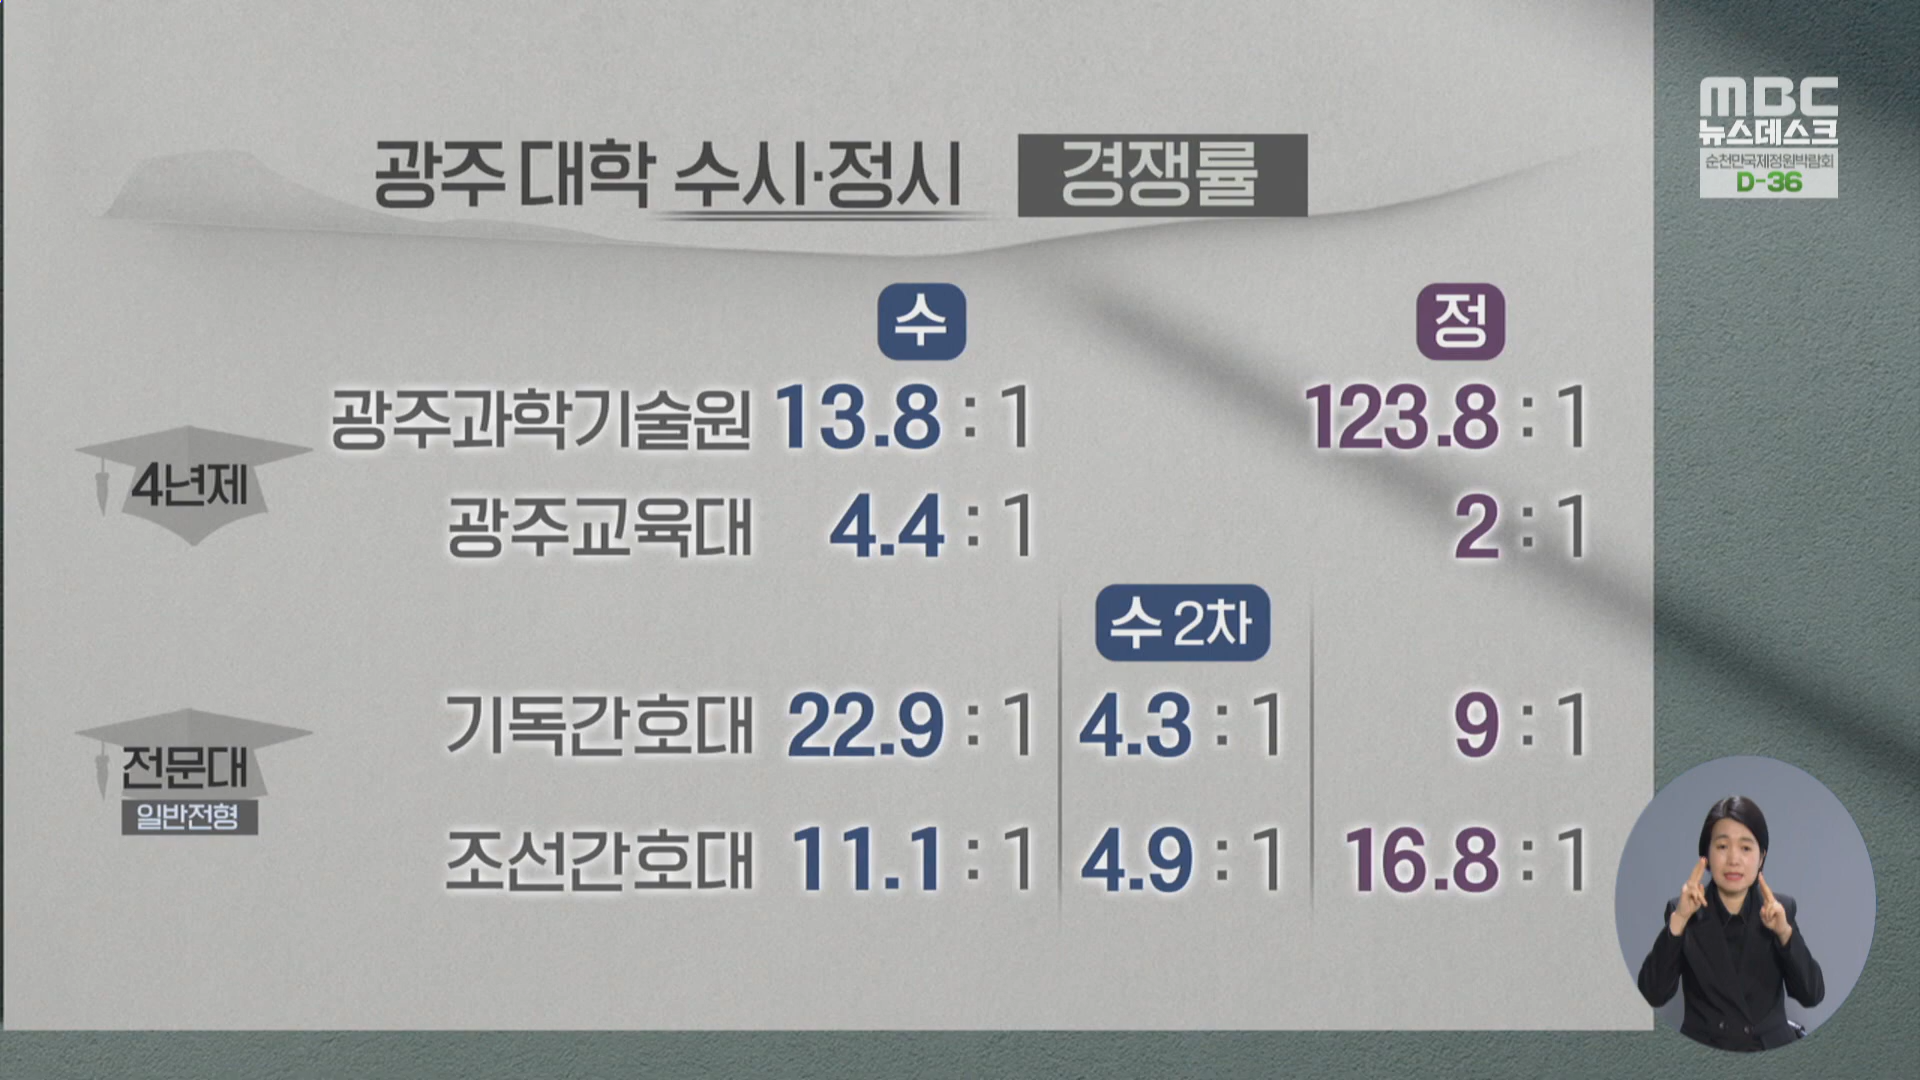 광주 대학 수시·정시 경쟁률
MBC
뉴스데스크
순천만국제정원박람회
D-36
수 정
4년제
광주과학기술원 13.8 : 1 123.8 : 1
광주교육대 4.4 : 1 2 : 1
수 2차
전문대
일반전형
기독간호대 22.9 : 1 4.3 : 1 9 : 1
조선간호대 11.1 : 1 4.9 : 1 16.8 : 1